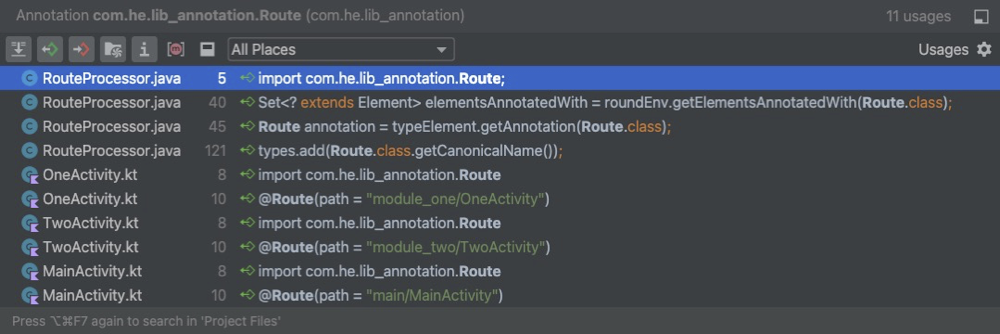 Annotation com.he.lib_annotation.Route (com.he.lib_annotation) 11 usages
All Places Usages
RouteProcessor.java 5 import com.he.lib_annotation.Route;
RouteProcessor.java 40 Set<? extends Element> elementsAnnotatedWith = roundEnv.getElementsAnnotatedWith(Route.class);
RouteProcessor.java 45 Route annotation = typeElement.getAnnotation(Route.class);
RouteProcessor.java 121 types.add(Route.class.getCanonicalName());
OneActivity.kt 8 import com.he.lib_annotation.Route
OneActivity.kt 10 @Route(path = "module_one/OneActivity")
TwoActivity.kt 8 import com.he.lib_annotation.Route
TwoActivity.kt 10 @Route(path = "module_two/TwoActivity")
MainActivity.kt 8 import com.he.lib_annotation.Route
MainActivity.kt 10 @Route(path = "main/MainActivity")
Press ⌥⌘F7 again to search in 'Project Files'